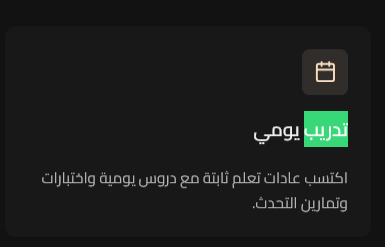 تدريب يومي
اكتسب عادات تعلم ثابتة مع دروس يومية واختبارات
وتمارين التحدث.